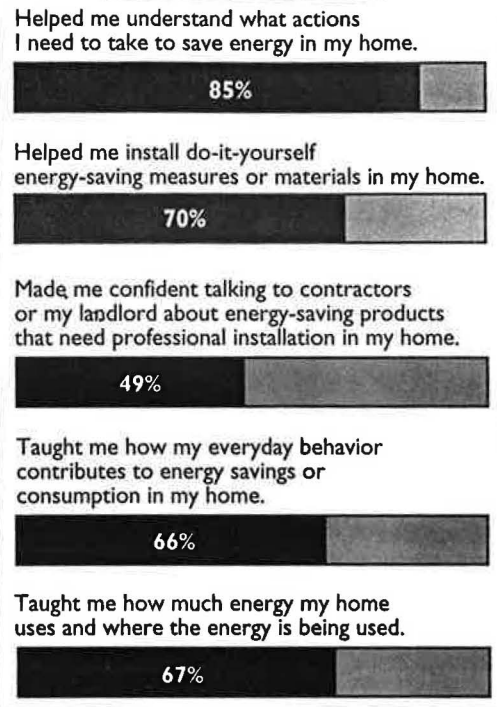 Helped me understand what actions
I need to take to save energy in my home.
85%
Helped me install do-it-yourself
energy-saving measures or materials in my home.
70%
Made me confident talking to contractors
or my landlord about energy-saving products
that need professional installation in my home.
49%
Taught me how my everyday behavior
contributes to energy savings or
consumption in my home.
66%
Taught me how much energy my home
uses and where the energy is being used.
67%